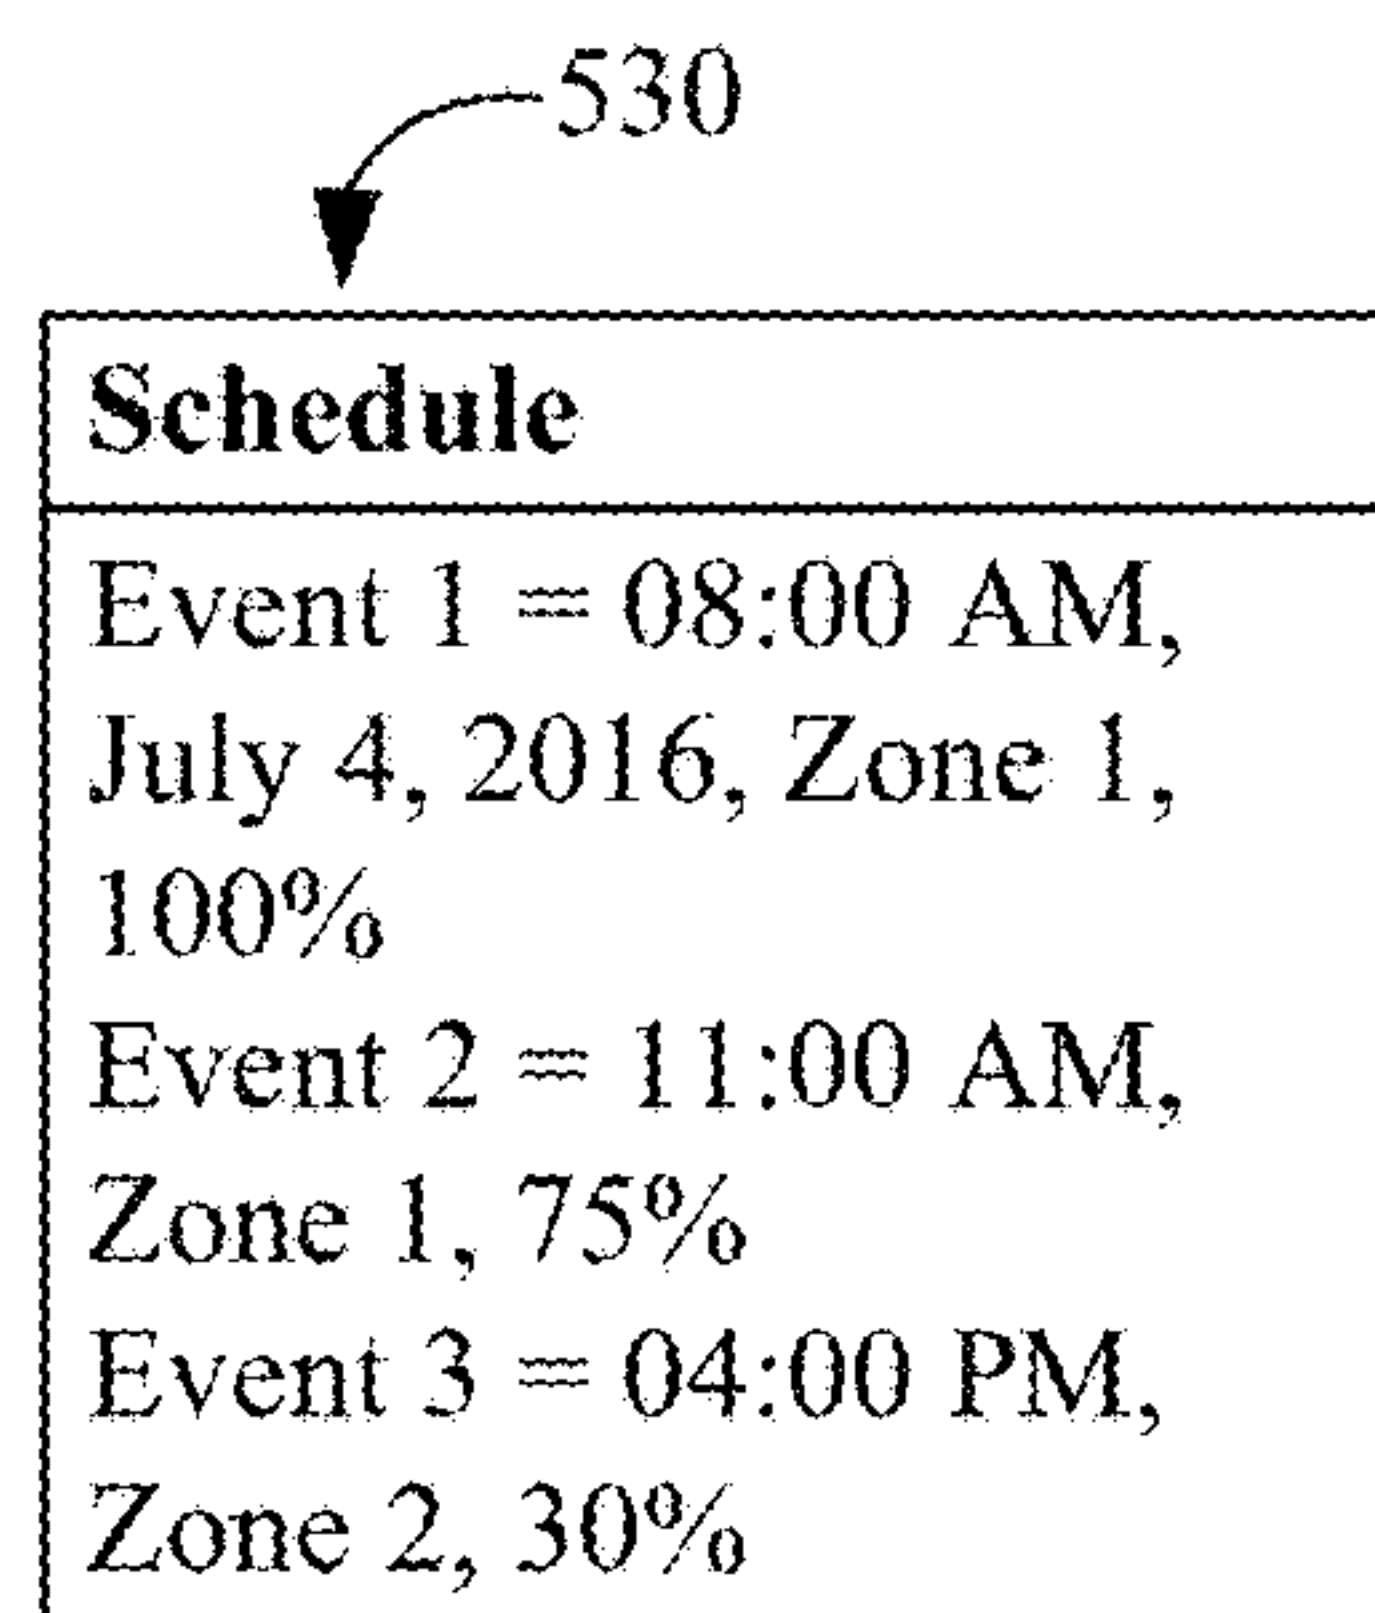 530
Schedule
Event 1 = 08:00 AM,
July 4, 2016, Zone 1,
100%
Event 2 = 11:00 AM,
Zone 1, 75%
Event 3 = 04:00 PM,
Zone 2, 30%